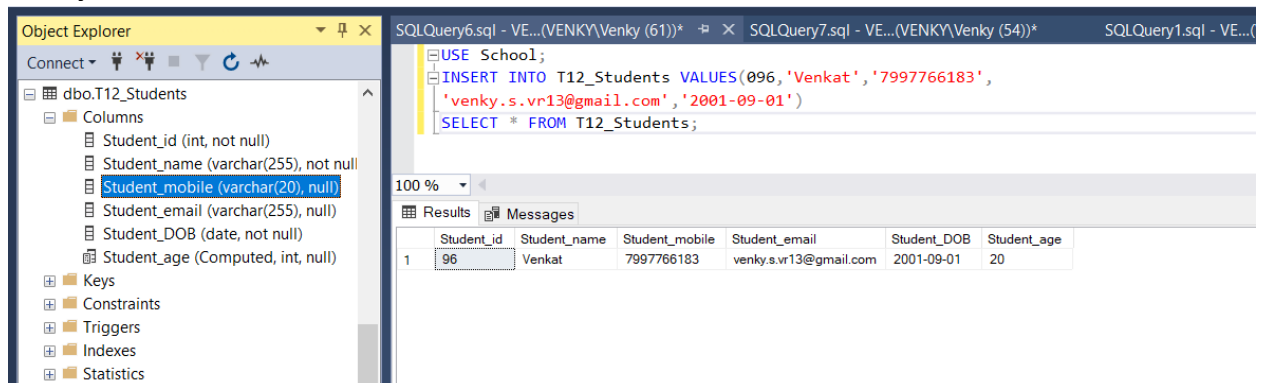 Object Explorer
Connect
dbo.T12_Students
Columns
Student_id (int, not null)
Student_name (varchar(255), not null
Student_mobile (varchar(20), null)
Student_email (varchar(255), null)
Student_DOB (date, not null)
Student_age (Computed, int, null)
Keys
Constraints
Triggers
Indexes
Statistics
SQLQuery6.sql - VE...(VENKY\Venky (61))* SQLQuery7.sql - VE...(VENKY\Venky (54))* SQLQuery1.sql - VE...(
USE School;
INSERT INTO T12_Students VALUES(096,'Venkat','7997766183',
'venky.s.vr13@gmail.com','2001-09-01')
SELECT * FROM T12_Students;
100 %
Results Messages
Student_id Student_name Student_mobile Student_email Student_DOB Student_age
1 96 Venkat 7997766183 venky.s.vr13@gmail.com 2001-09-01 20